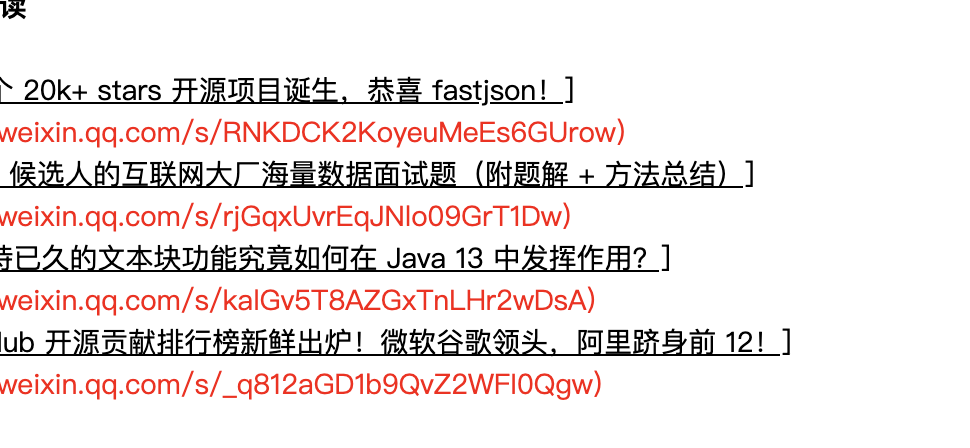 读
个 20k+ stars 开源项目诞生，恭喜 fastjson！]
weixin.qq.com/s/RNKDCK2KoyeuMeEs6GUrow)
候选人的互联网大厂海量数据面试题（附题解 + 方法总结）]
weixin.qq.com/s/rjGqxUvrEqJNlo09GrT1Dw)
待已久的文本块功能究竟如何在 Java 13 中发挥作用？]
weixin.qq.com/s/kalGv5T8AZGxTnLHr2wDsA)
Hub 开源贡献排行榜新鲜出炉！微软谷歌领头，阿里跻身前 12！]
weixin.qq.com/s/_q812aGD1b9QvZ2WFI0Qgw)